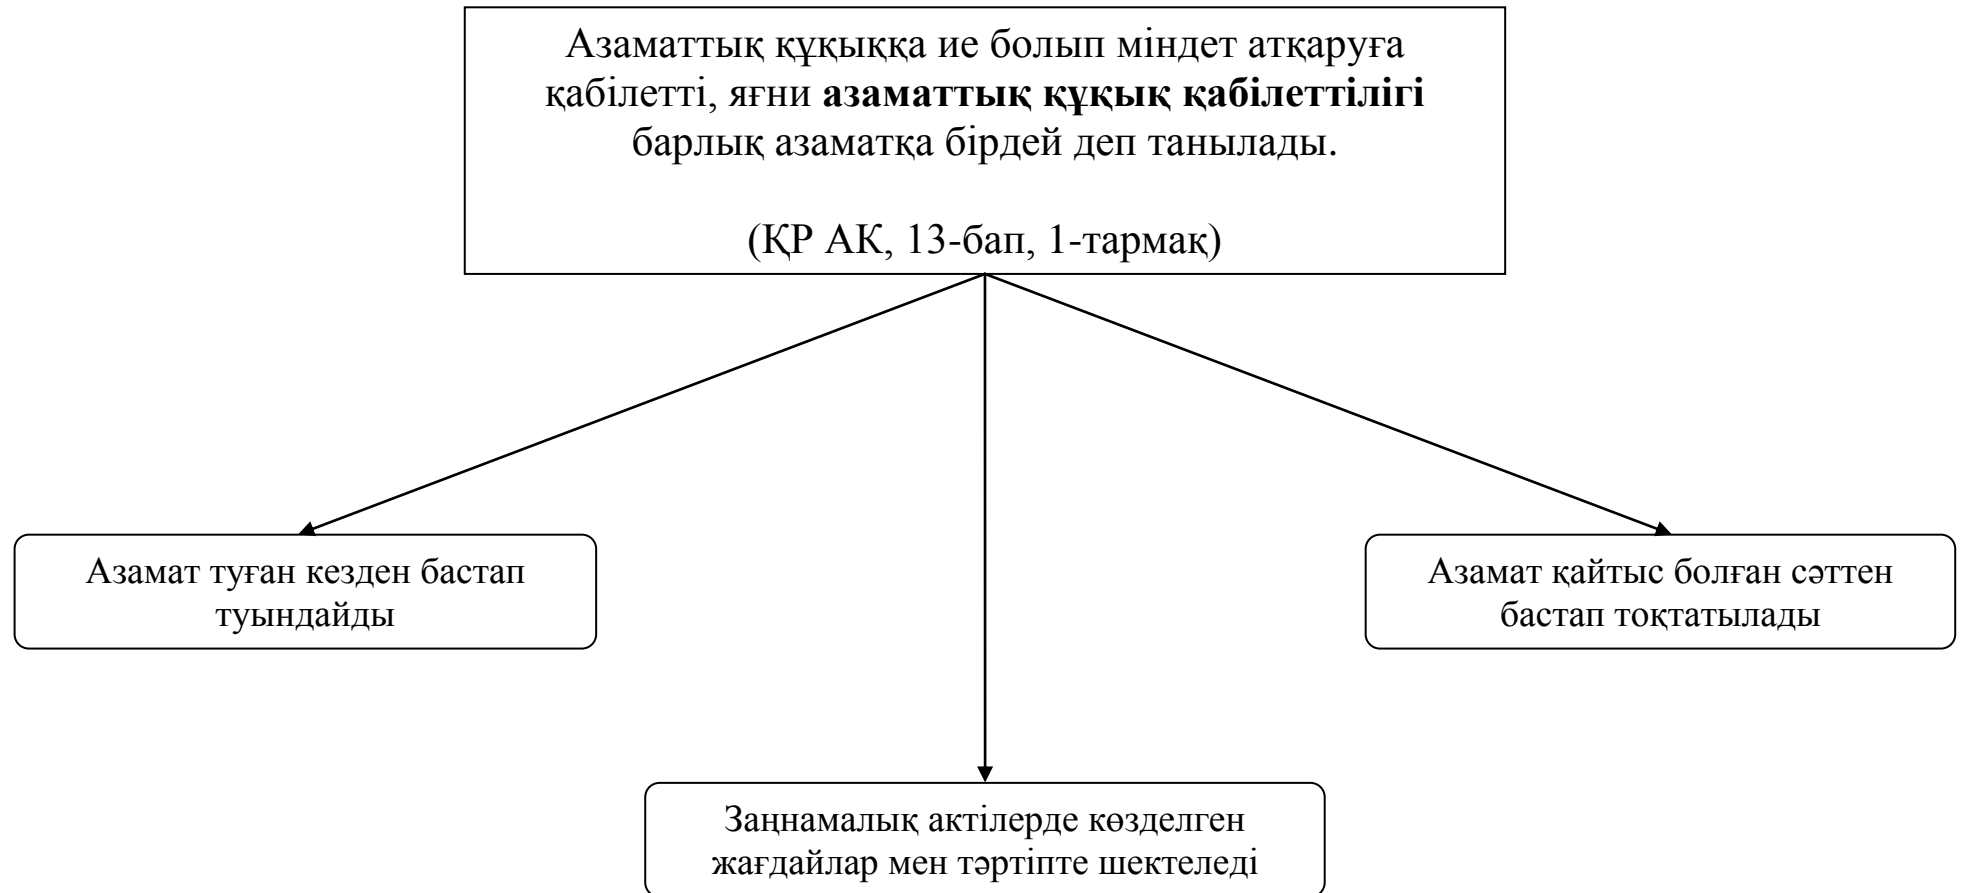 Азаматтық құқыққа ие болып міндет атқаруға
қабілетті, яғни азаматтық құқық қабілеттілігі
барлық азаматқа бірдей деп танылады.
(ҚР АК, 13-бап, 1-тармақ)
Азамат туған кезден бастап
туындайды
Азамат қайтыс болған сәттен
бастап тоқтатылады
Заңнамалық актілерде көзделген
жағдайлар мен тәртіпте шектеледі